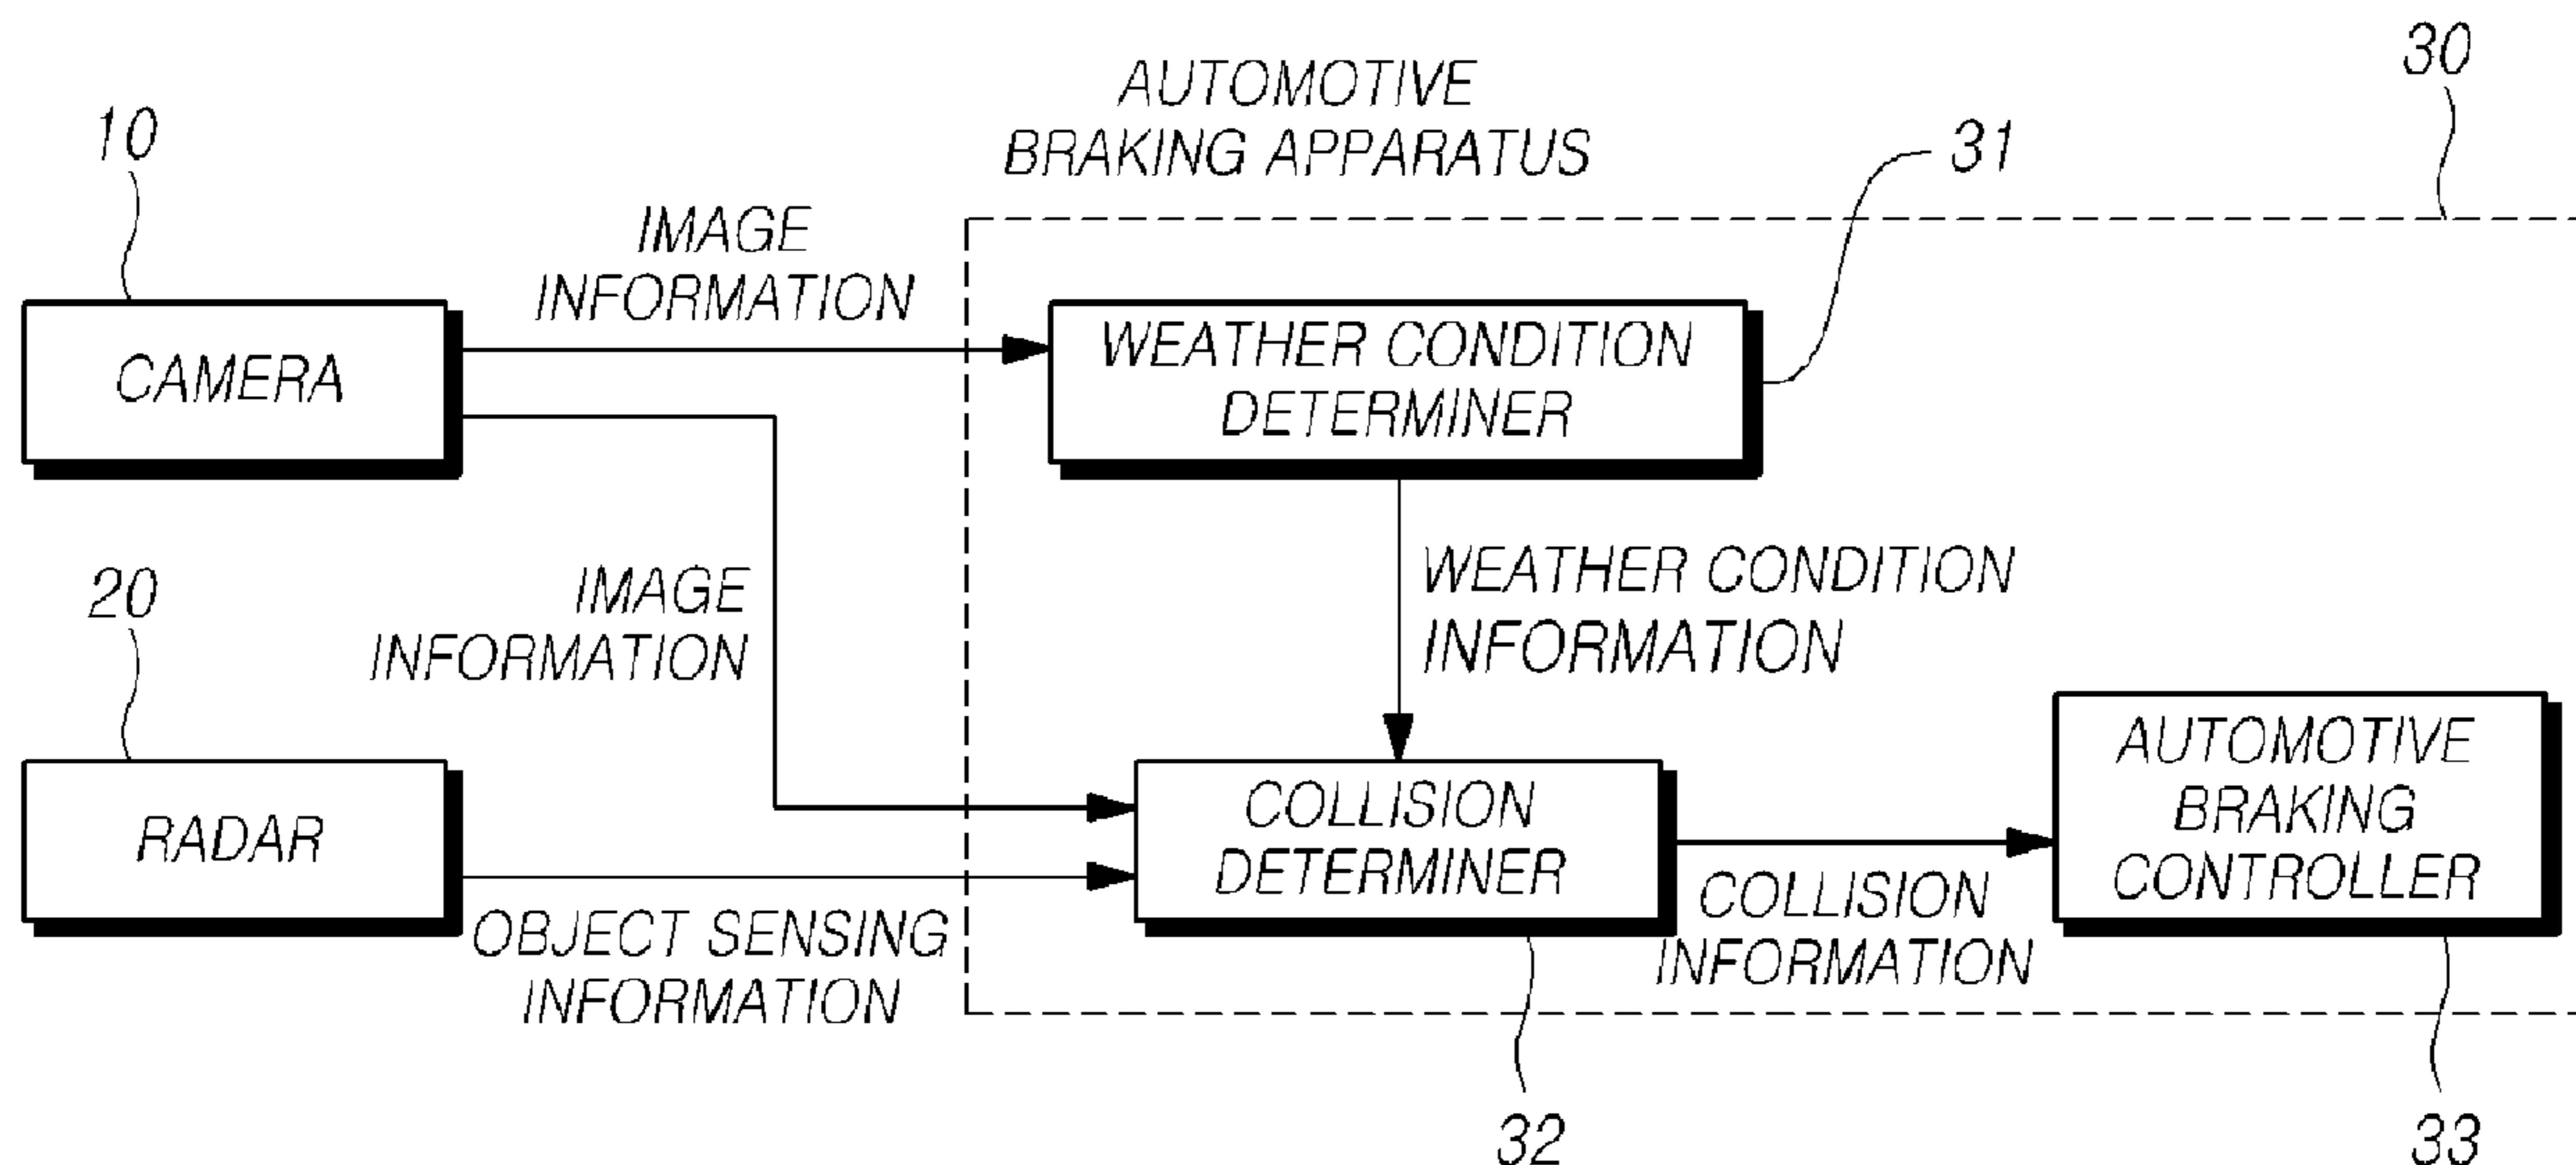 30
AUTOMOTIVE
BRAKING APPARATUS
10
31
IMAGE
INFORMATION
CAMERA
WEATHER CONDITION
DETERMINER
IMAGE
INFORMATION
WEATHER CONDITION
INFORMATION
20
RADAR
COLLISION
DETERMINER
AUTOMOTIVE
BRAKING
CONTROLLER
OBJECT SENSING
INFORMATION
COLLISION
INFORMATION
32
33